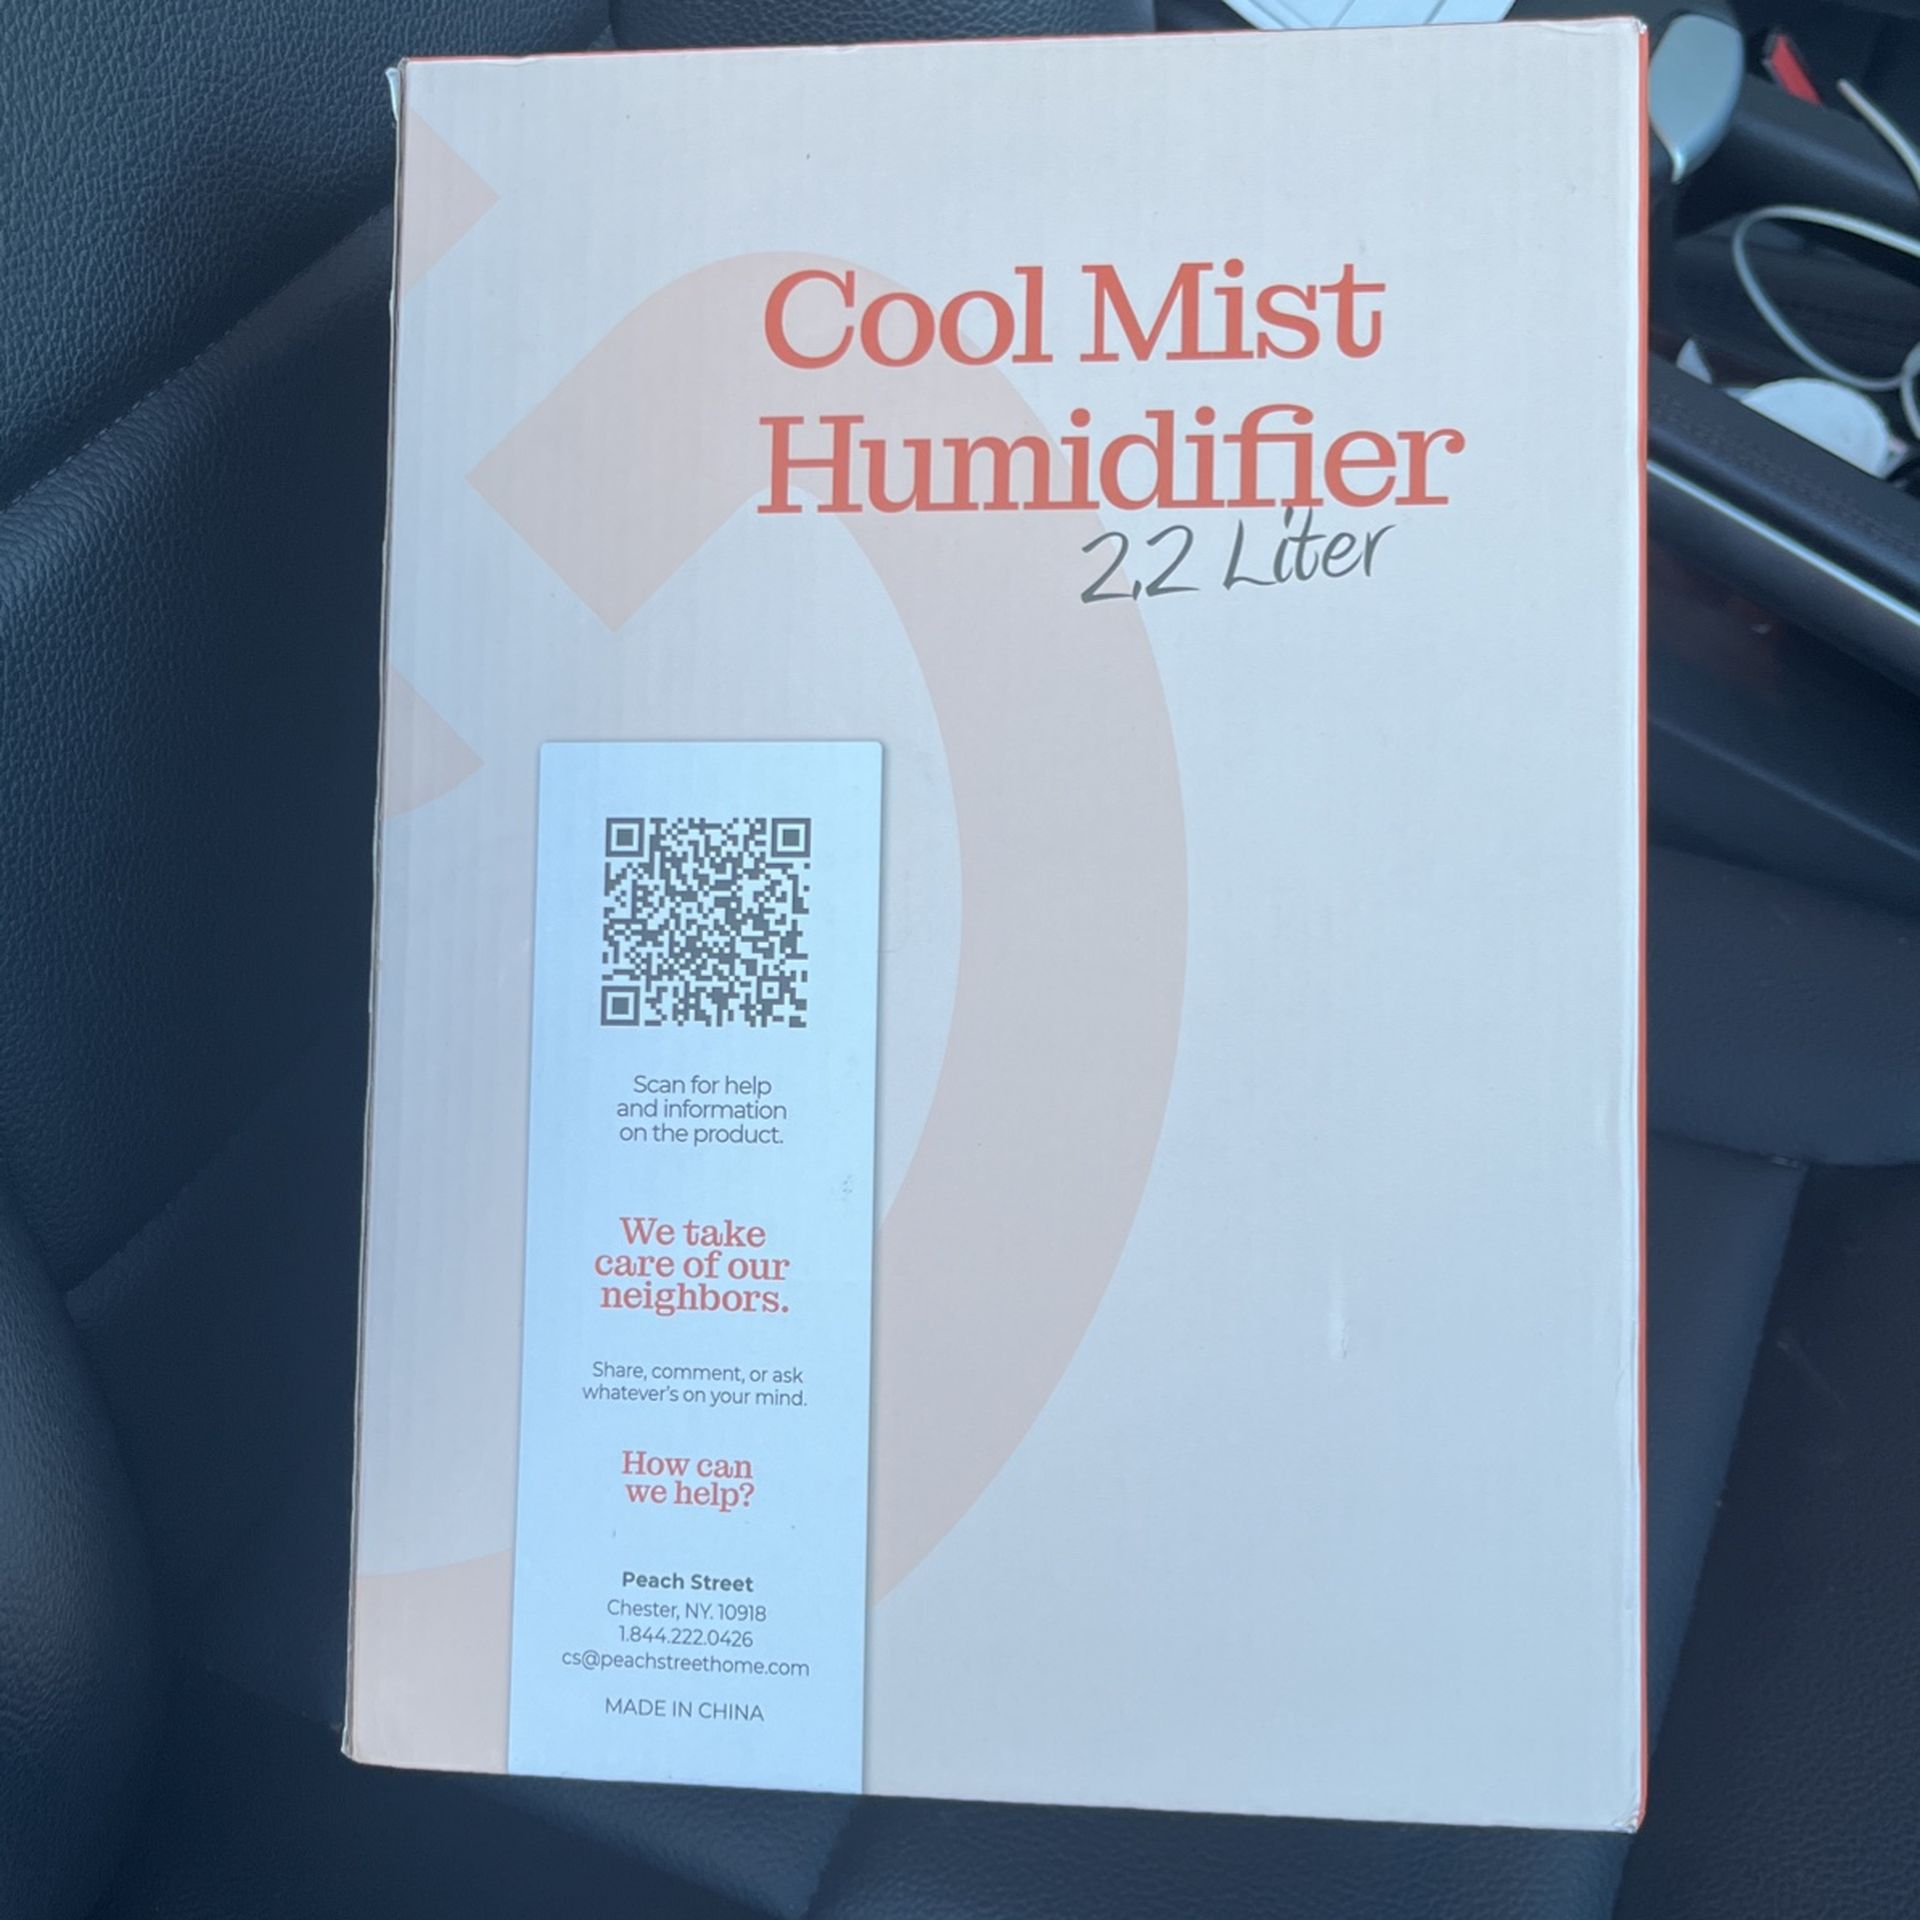 Cool Mist
Humidifier
2,2 Liter
Scan for help
and information
on the product.
We take
care of our
neighbors.
Share, comment, or ask
whatever's on your mind.
How can
we help?
Peach Street
Chester, NY. 10918
1.844.222.0426
cs@peachstreethome.com
MADE IN CHINA